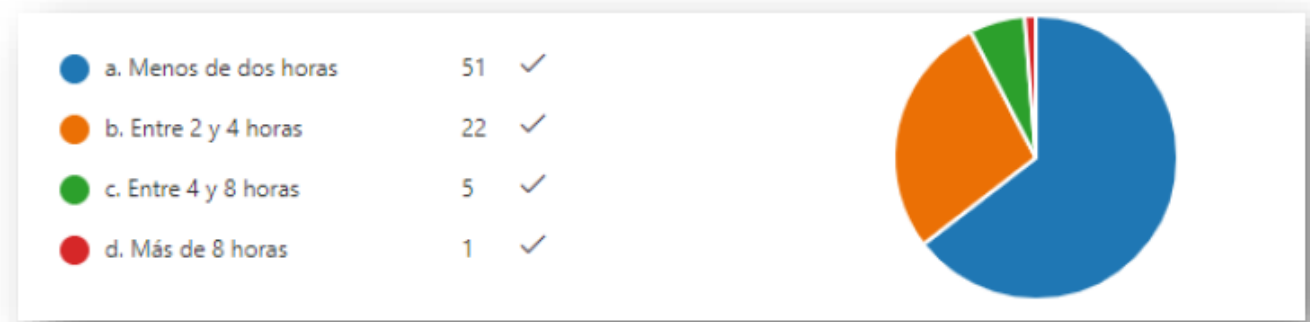 a. Menos de dos horas 51
b. Entre 2 y 4 horas 22
c. Entre 4 y 8 horas 5
d. Más de 8 horas 1